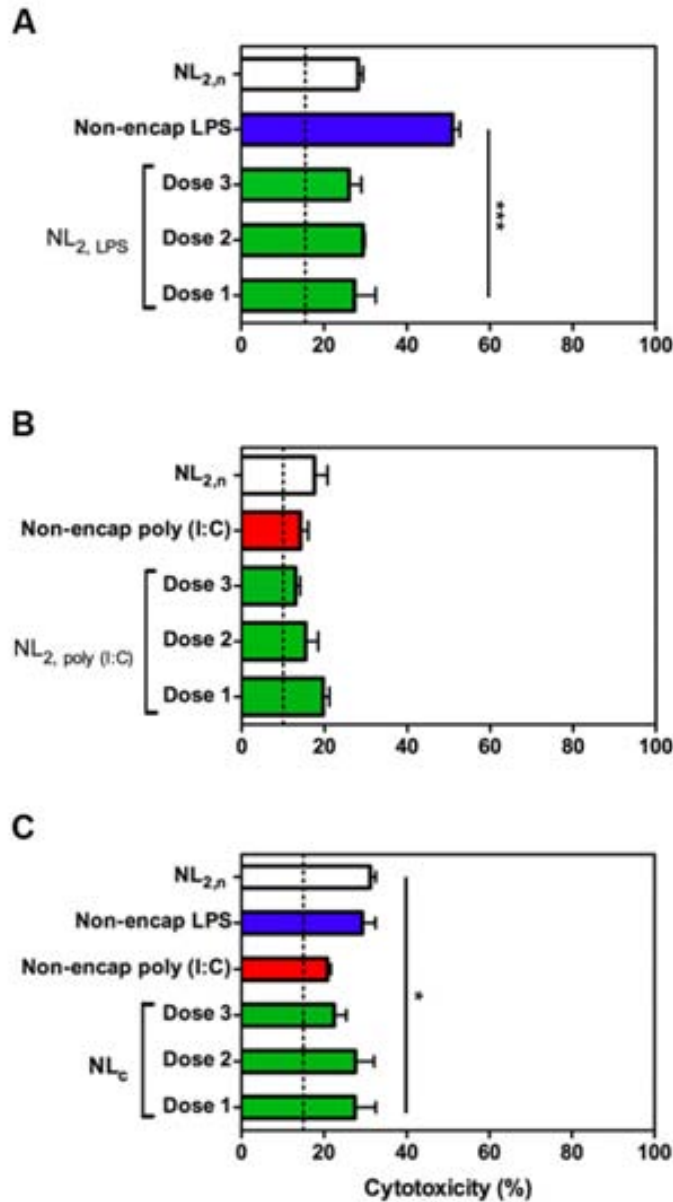 A
NL2,n
Non-encap LPS
Dose 3
NL2, LPS
Dose 2
Dose 1
***
0 20 40 60 80 100
B
NL2,n
Non-encap poly (I:C)
Dose 3
NL2, poly (I:C)
Dose 2
Dose 1
0 20 40 60 80 100
C
NL2,n
Non-encap LPS
Non-encap poly (I:C)
Dose 3
NLc
Dose 2
Dose 1
*
0 20 40 60 80 100
Cytotoxicity (%)